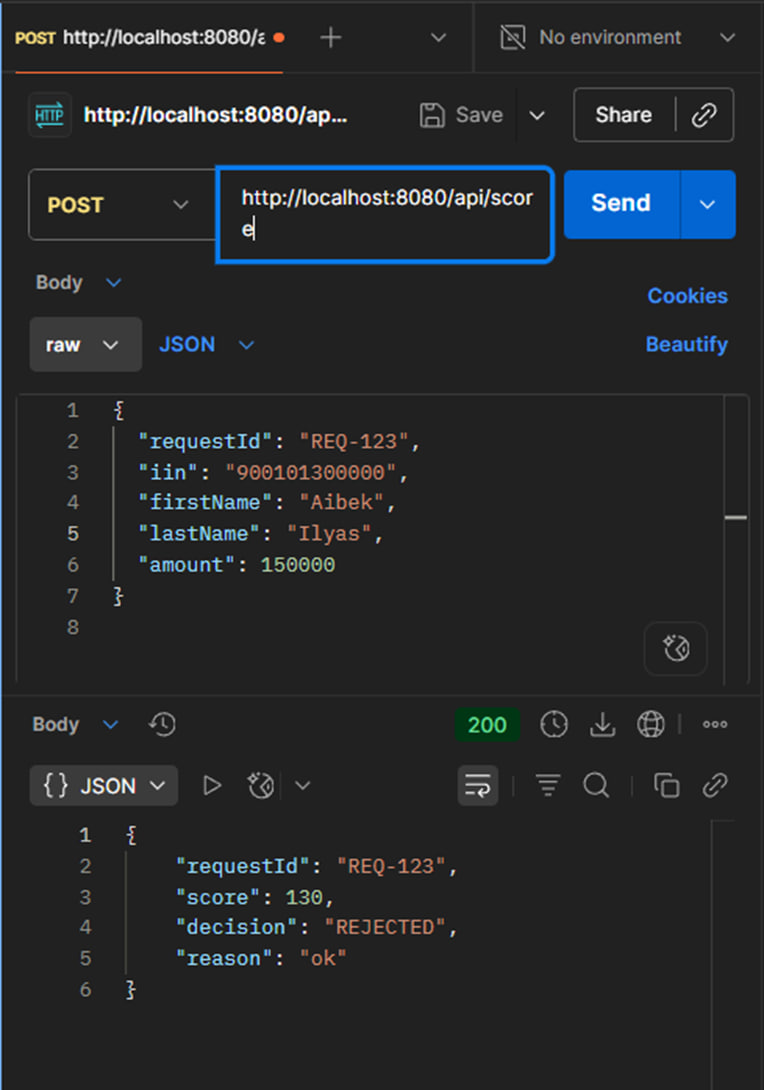 POST http://localhost:8080/a
No environment
HTTP http://localhost:8080/ap... Save Share
POST http://localhost:8080/api/scor
e
Send
Body
Cookies
raw JSON Beautify
1 {
2 "requestId": "REQ-123",
3 "iin": "900101300000",
4 "firstName": "Aibek",
5 "lastName": "Ilyas",
6 "amount": 150000
7 }
8
Body 200
{} JSON
1 {
2 "requestId": "REQ-123",
3 "score": 130,
4 "decision": "REJECTED",
5 "reason": "ok"
6 }